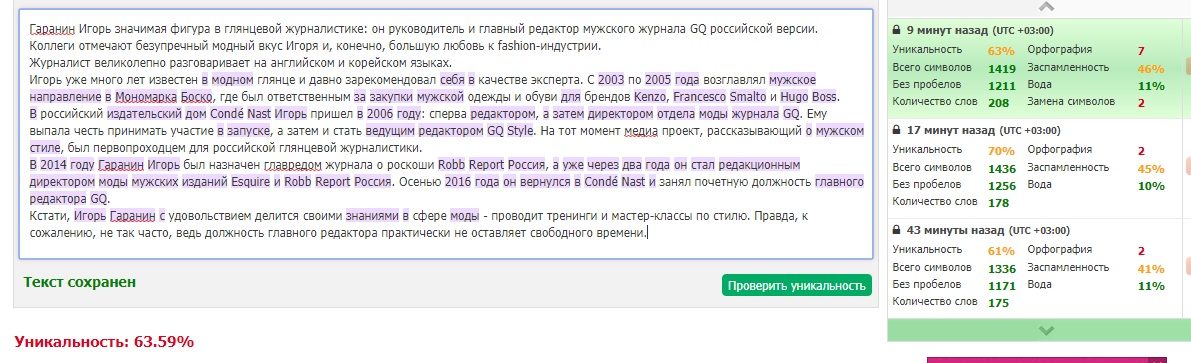 Гаранин Игорь значимая фигура в глянцевой журналистике: он руководитель и главный редактор мужского журнала GQ российской версии.
Коллеги отмечают безупречный модный вкус Игоря и, конечно, большую любовь к fashion-индустрии.
Журналист великолепно разговаривает на английском и корейском языках.
Игорь уже много лет известен в модном глянце и давно зарекомендовал себя в качестве эксперта. С 2003 по 2005 года возглавлял мужское
направление в Мономарка Боско, где был ответственным за закупки мужской одежды и обуви для брендов Kenzo, Francesco Smalto и Hugo Boss.
В российский издательский дом Condé Nast Игорь пришел в 2006 году: сперва редактором, а затем директором отдела моды журнала GQ. Ему
выпала честь принимать участие в запуске, а затем и стать ведущим редактором GQ Style. На тот момент медиа проект, рассказывающий о мужском
стиле, был первопроходцем для российской глянцевой журналистики.
В 2014 году Гаранин Игорь был назначен главредом журнала о роскоши Robb Report Россия, а уже через два года он стал редакционным
директором моды мужских изданий Esquire и Robb Report Россия. Осенью 2016 года он вернулся в Condé Nast и занял почетную должность главного
редактора GQ.
Кстати, Игорь Гаранин с удовольствием делится своими знаниями в сфере моды - проводит тренинги и мастер-классы по стилю. Правда, к
сожалению, не так часто, ведь должность главного редактора практически не оставляет свободного времени.
Текст сохранен
Проверить уникальность
Уникальность: 63.59%
9 минут назад (UTC +03:00)
Уникальность 63% Орфография 7
Всего символов 1419 Заспамленность 46%
Без пробелов 1211 Вода 11%
Количество слов 208 Замена символов 2
17 минут назад (UTC +03:00)
Уникальность 70% Орфография 2
Всего символов 1436 Заспамленность 45%
Без пробелов 1256 Вода 10%
Количество слов 178
43 минуты назад (UTC +03:00)
Уникальность 61% Орфография 2
Всего символов 1336 Заспамленность 41%
Без пробелов 1171 Вода 11%
Количество слов 175